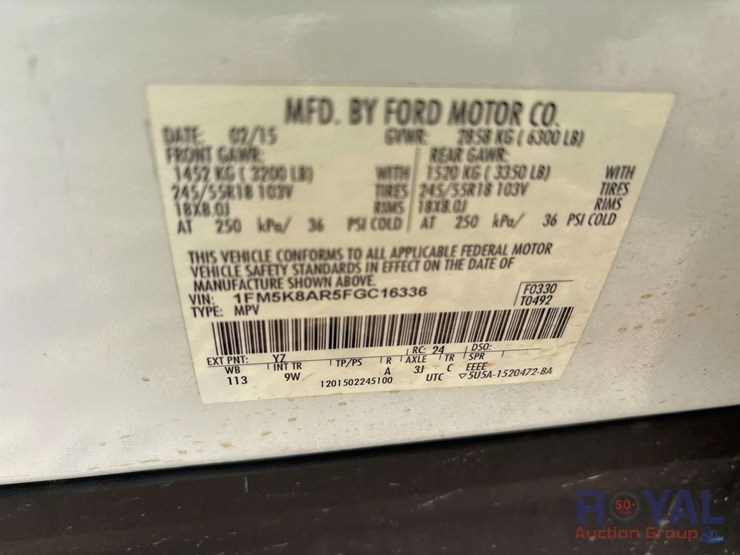 MFD. BY FORD MOTOR CO.
DATE: 02/15 GVWR: 2858 KG ( 6300 LB)
FRONT GAWR: REAR GAWR:
1452 KG ( 3200 LB) WITH 1520 KG ( 3350 LB) WITH
245/55R18 103V TIRES 245/55R18 103V TIRES
18X8.0J RIMS 18X8.0J RIMS
AT 250 kPa/ 36 PSI COLD AT 250 kPa/ 36 PSI COLD
THIS VEHICLE CONFORMS TO ALL APPLICABLE FEDERAL MOTOR
VEHICLE SAFETY STANDARDS IN EFFECT ON THE DATE OF
MANUFACTURE SHOWN ABOVE.
VIN: 1FM5K8AR5FGC16336 F0330
TYPE: MPV T0492
EXT PNT: YZ RC: 24 DSO:
WB INT TR TP/PS R AXLE TR SPR
113 9W A 3J C EEEE
1201502245100 UTC ▽5U5A-1520472-BA
50+
ROYAL
Auction Group